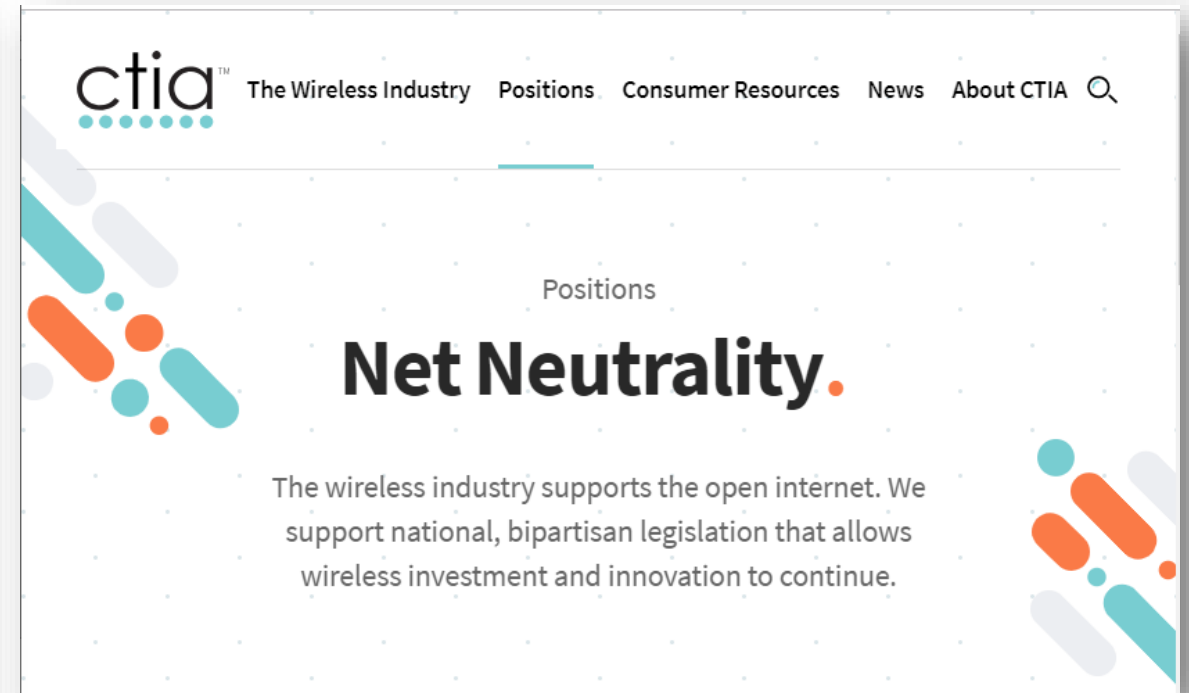 ctia™ The Wireless Industry Positions Consumer Resources News About CTIA
Positions
Net Neutrality.
The wireless industry supports the open internet. We
support national, bipartisan legislation that allows
wireless investment and innovation to continue.